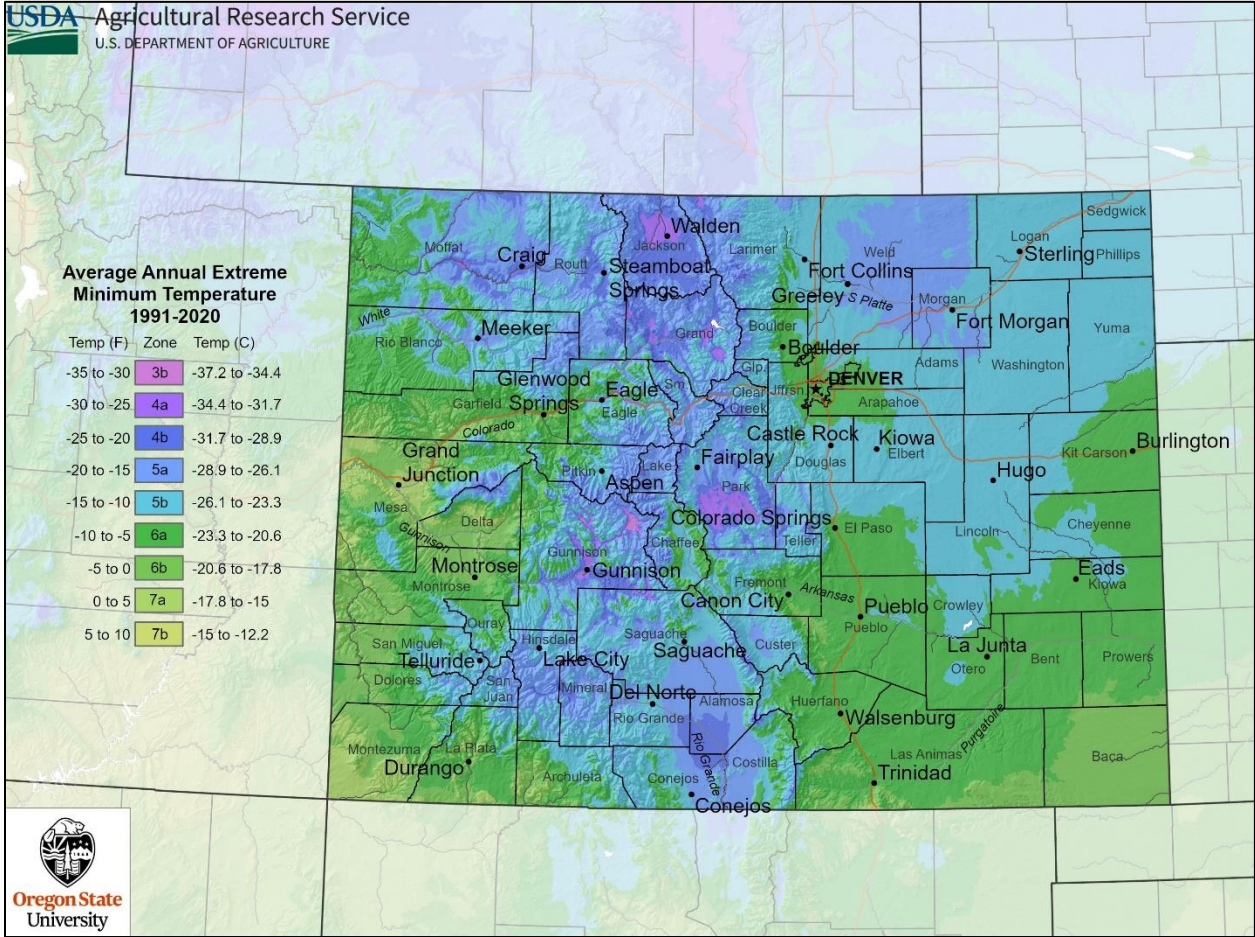 USDA
Agricultural Research Service
U.S. DEPARTMENT OF AGRICULTURE
Average Annual Extreme
Minimum Temperature
1991-2020
Temp (F) Zone Temp (C)
-35 to -30 3b -37.2 to -34.4
-30 to -25 4a -34.4 to -31.7
-25 to -20 4b -31.7 to -28.9
-20 to -15 5a -28.9 to -26.1
-15 to -10 5b -26.1 to -23.3
-10 to -5 6a -23.3 to -20.6
-5 to 0 6b -20.6 to -17.8
0 to 5 7a -17.8 to -15
5 to 10 7b -15 to -12.2
Moffat
Craig
Routt
Steamboat
Springs
Walden
Jackson
Larimer
Fort Collins
Weld
Greeley
S Platte
Logan
Sterling
Sedgwick
Phillips
Morgan
Fort Morgan
Yuma
Washington
Adams
White
Meeker
Rio Blanco
Grand
Boulder
Boulder
Glp.
Clear
Creek
Jffrsn
DENVER
Arapahoe
Glenwood
Springs
Garfield
Colorado
Eagle
Eagle
Sm
Castle Rock
Douglas
Kiowa
Elbert
Hugo
Lincoln
Burlington
Kit Carson
Cheyenne
Grand
Junction
Mesa
Gunnison
Delta
Pitkin
Aspen
Lake
Fairplay
Park
Colorado Springs
El Paso
Teller
Chaffee
Gunnison
Gunnison
Montrose
Montrose
Fremont
Canon City
Arkansas
Pueblo
Pueblo
Crowley
Eads
Kiowa
Ouray
San Miguel
Telluride
Dolores
San
Juan
Hinsdale
Lake City
Mineral
Saguache
Saguache
Custer
La Junta
Otero
Bent
Prowers
Del Norte
Rio Grande
Alamosa
Rio Grande
Costilla
Huerfano
Walsenburg
Las Animas
Purgatoire
Trinidad
Baca
Montezuma
La Plata
Durango
Archuleta
Conejos
Conejos
Oregon State
University